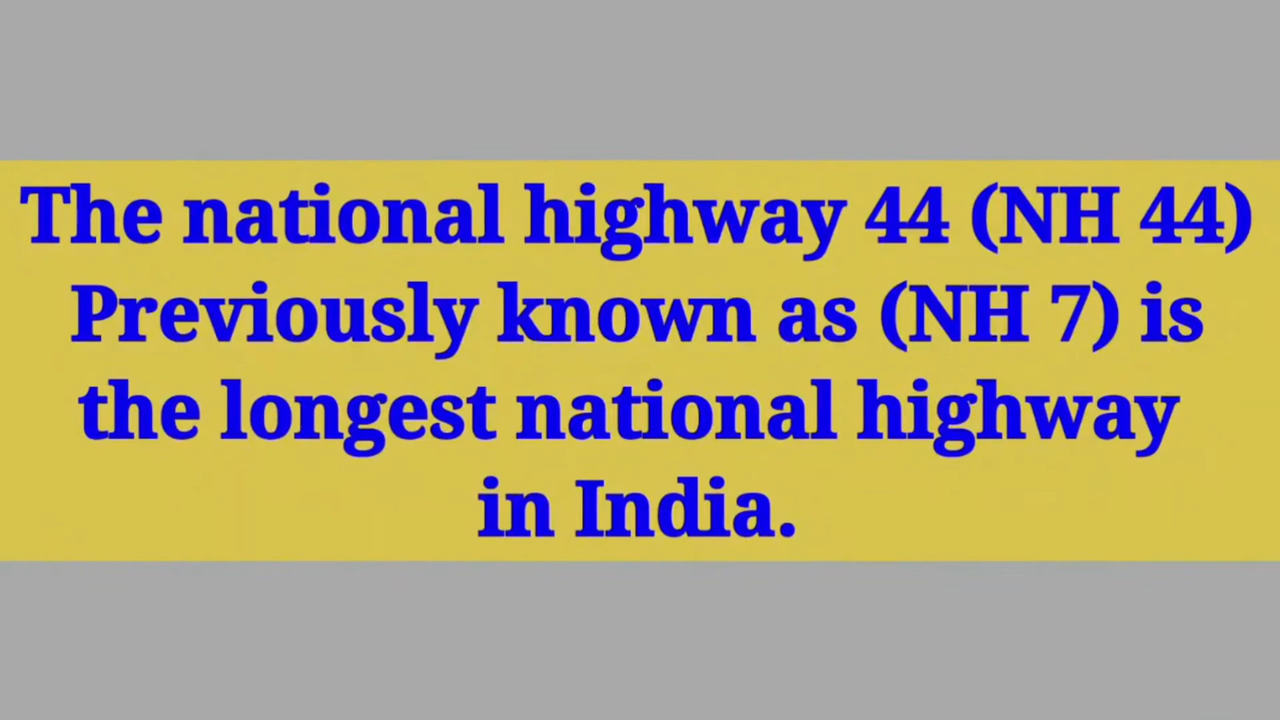 The national highway 44 (NH 44)
Previously known as (NH 7) is
the longest national highway
in India.